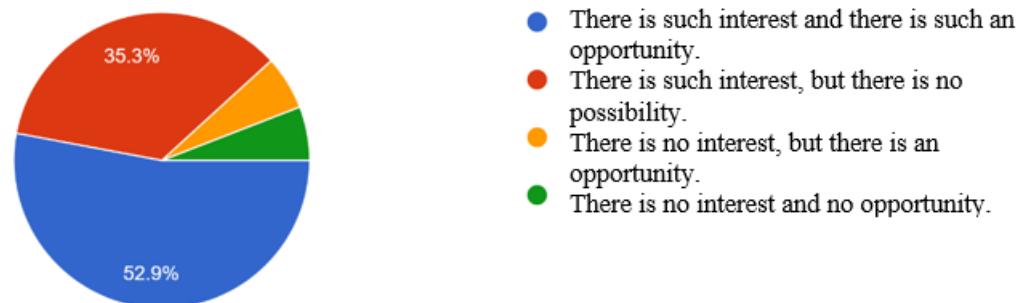 35.3%
52.9%
There is such interest and there is such an
opportunity.
There is such interest, but there is no
possibility.
There is no interest, but there is an
opportunity.
There is no interest and no opportunity.